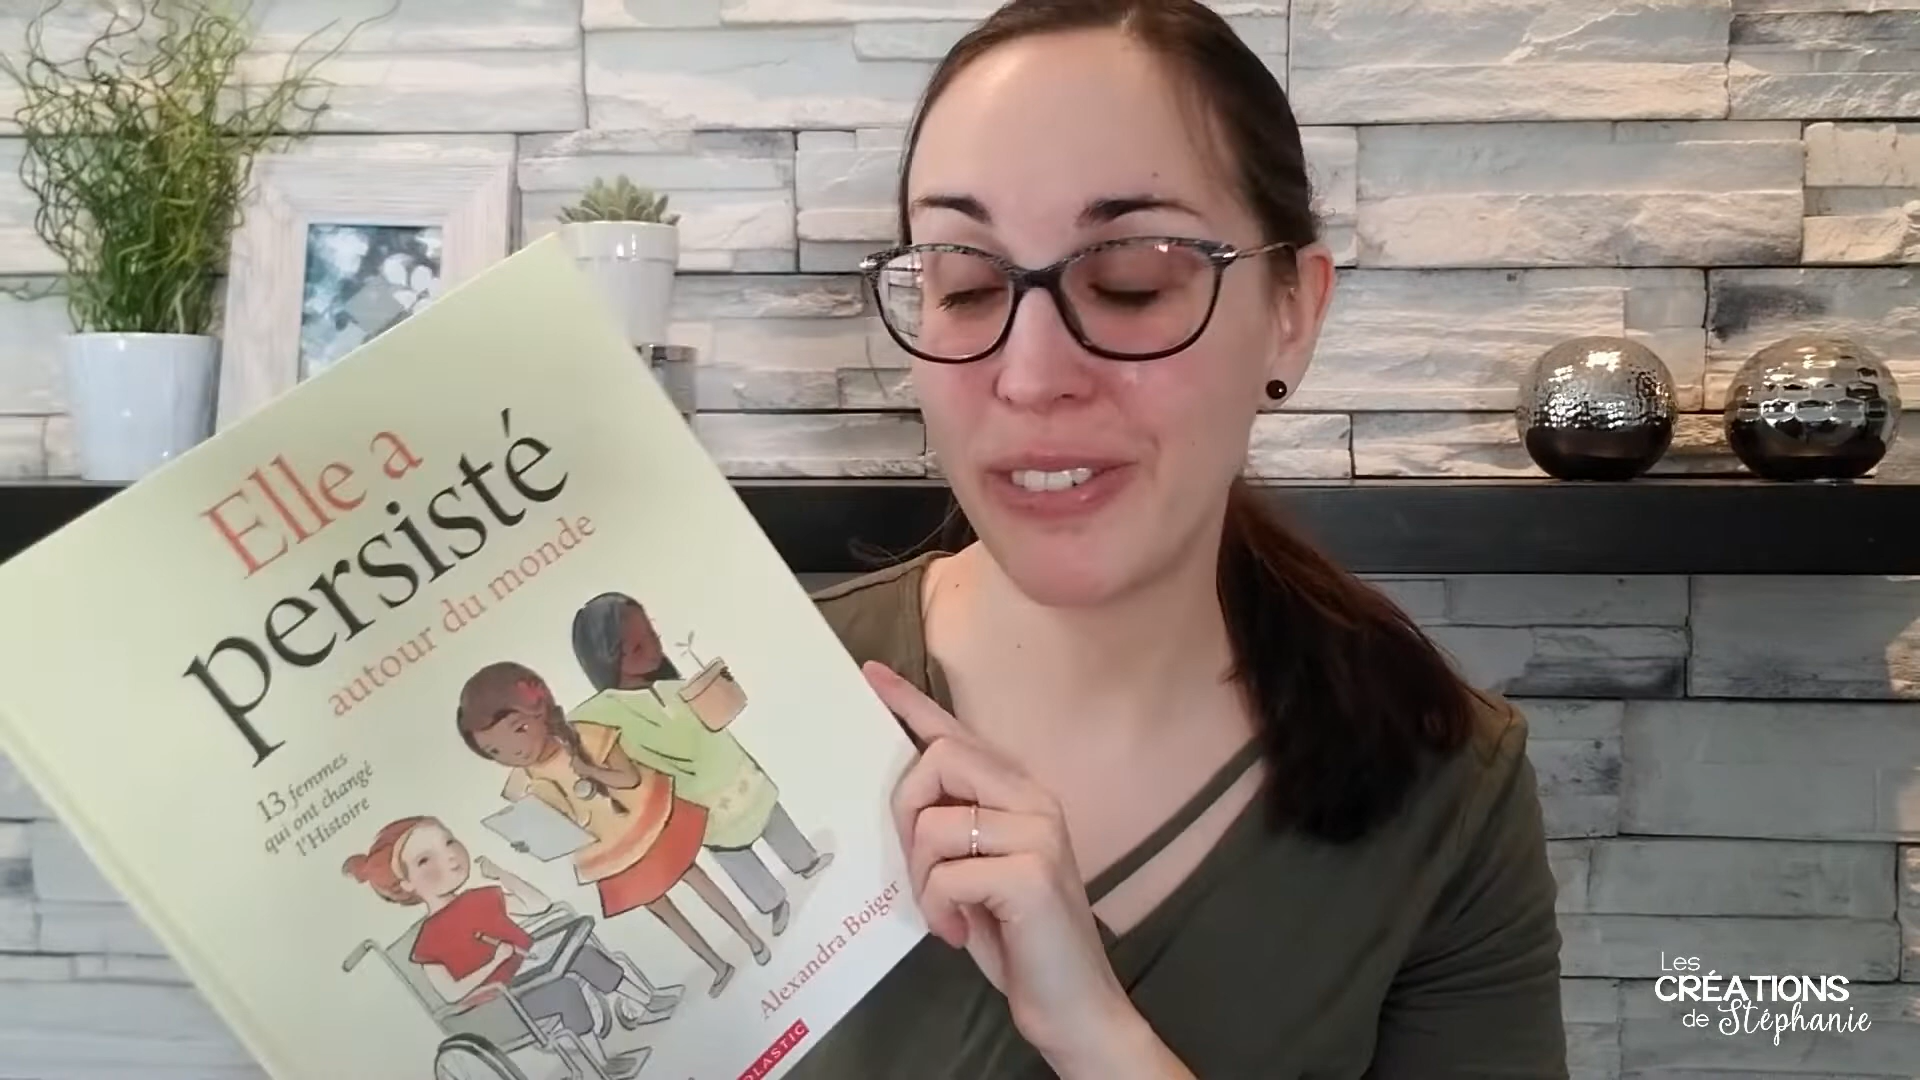 Elle a
persisté
autour du monde
13 femmes
qui ont changé
l'Histoire
Alexandra Boiger
Les
CRÉATIONS
de Stéphanie